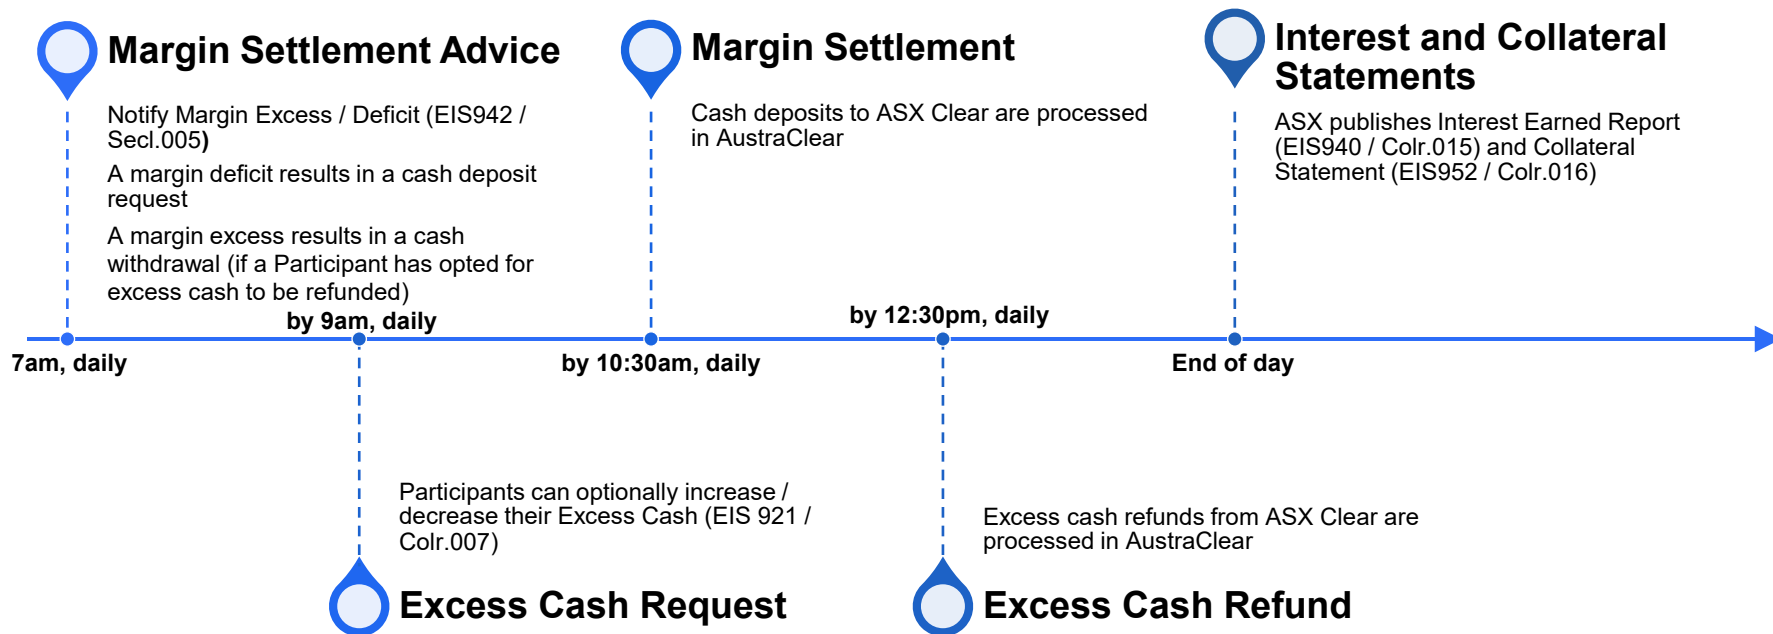 Margin Settlement Advice
Notify Margin Excess / Deficit (EIS942 /
Secl.005)
A margin deficit results in a cash deposit
request
A margin excess results in a cash
withdrawal (if a Participant has opted for
excess cash to be refunded)
Margin Settlement
Cash deposits to ASX Clear are processed
in AustraClear
Interest and Collateral
Statements
ASX publishes Interest Earned Report
(EIS940 / Colr.015) and Collateral
Statement (EIS952 / Colr.016)
by 9am, daily
by 12:30pm, daily
7am, daily
by 10:30am, daily
End of day
Participants can optionally increase /
decrease their Excess Cash (EIS 921 /
Colr.007)
Excess Cash Request
Excess cash refunds from ASX Clear are
processed in AustraClear
Excess Cash Refund